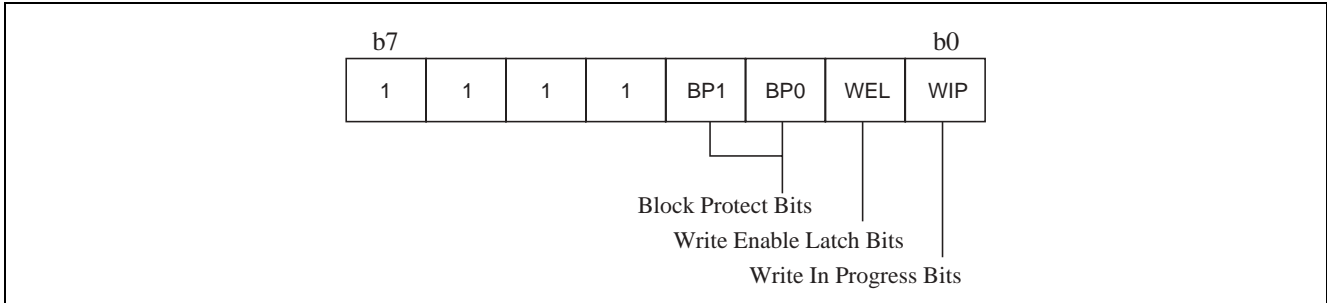 b7 b0
1 1 1 1 BP1 BP0 WEL WIP
Block Protect Bits
Write Enable Latch Bits
Write In Progress Bits